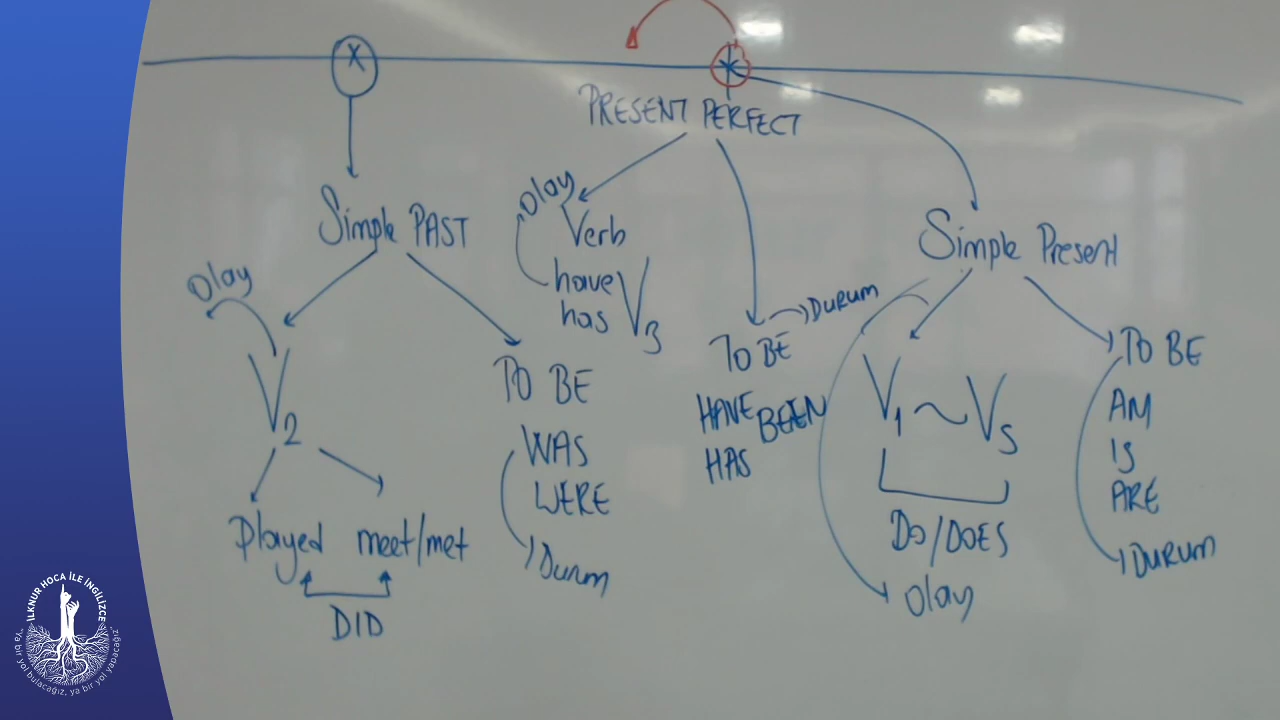 X
PRESENT PERFECT
Simple PAST
Olay
V2
Played meet/met
DID
TO BE
WAS
WERE
Durum
Olay
Verb
have
has V3
TO BE
DURUM
HAVE BEEN
HAS
Simple Present
V1 ~ Vs
DO/DOES
Olay
TO BE
AM
IS
ARE
DURUM
İLKNUR HOCA İLE İNGİLİZCE
"Ya bir yol bulacağız, ya bir yol yapacağız"